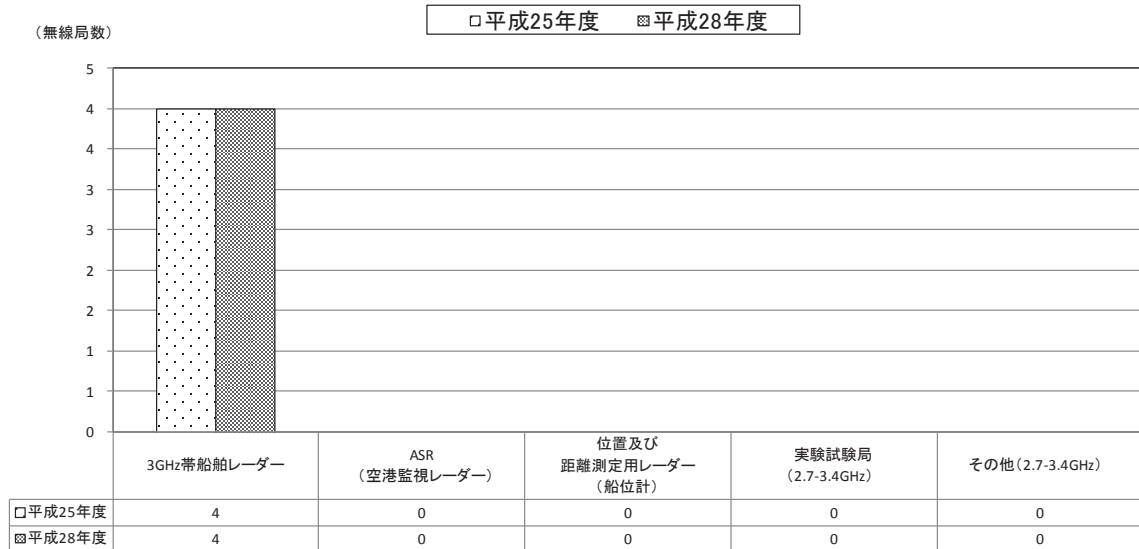 □平成25年度 ▩平成28年度
(無線局数)
5
4
4
3
3
2
2
1
1
0
3GHz帯船舶レーダー
ASR
(空港監視レーダー)
位置及び
距離測定用レーダー
(船位計)
実験試験局
(2.7-3.4GHz)
その他(2.7-3.4GHz)
□平成25年度 4 0 0 0 0
▩平成28年度 4 0 0 0 0